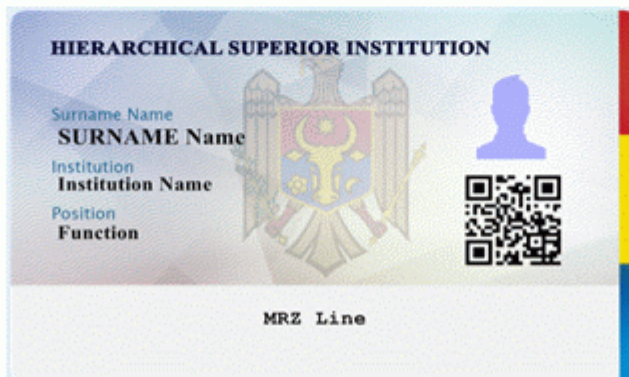 HIERARCHICAL SUPERIOR INSTITUTION
Surname Name
SURNAME Name
Institution
Institution Name
Position
Function
MRZ Line